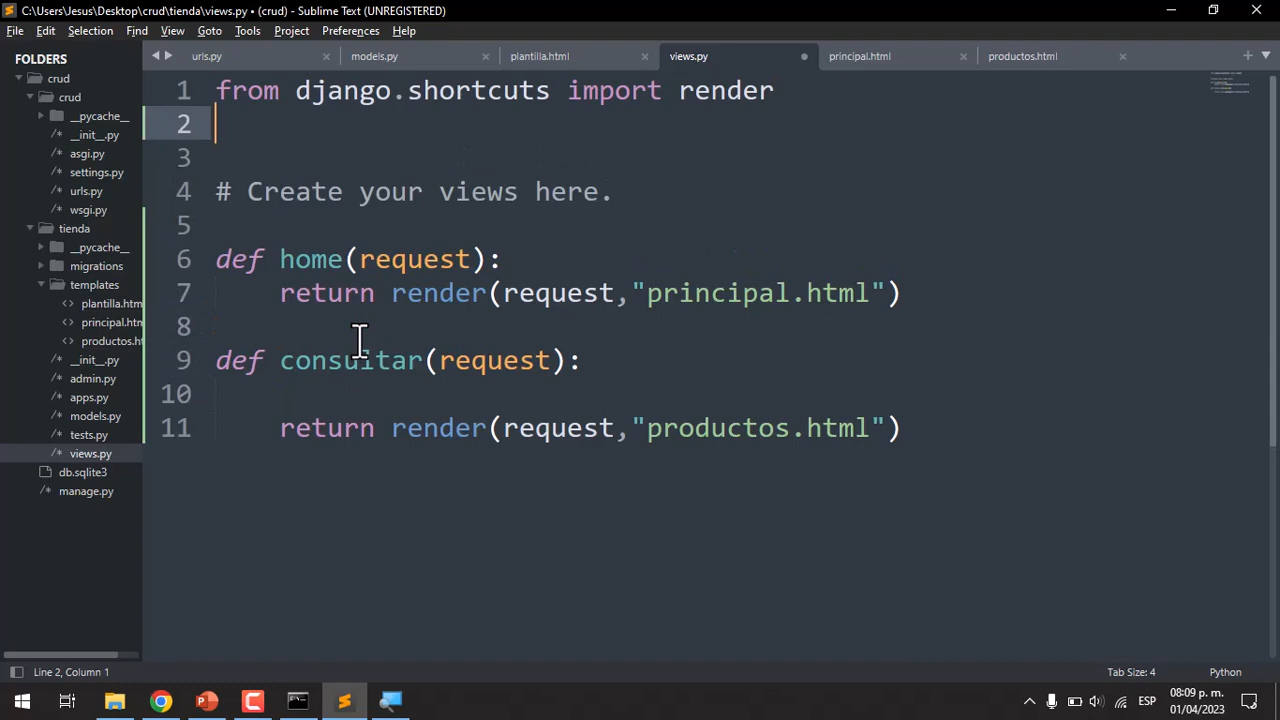 C:\Users\Jesus\Desktop\crud\tienda\views.py • (crud) - Sublime Text (UNREGISTERED)
File Edit Selection Find View Goto Tools Project Preferences Help
FOLDERS
crud
crud
__pycache__
__init__.py
asgi.py
settings.py
urls.py
wsgi.py
tienda
__pycache__
migrations
templates
plantilla.htm
principal.htm
productos.h
__init__.py
admin.py
apps.py
models.py
tests.py
views.py
db.sqlite3
manage.py
urls.py models.py plantilla.html views.py principal.html productos.html
1 from django.shortcuts import render
2
3
4 # Create your views here.
5
6 def home(request):
7 return render(request,"principal.html")
8
9 def consultar(request):
10
11 return render(request,"productos.html")
Line 2, Column 1 Tab Size: 4 Python
ESP 08:09 p. m.
01/04/2023